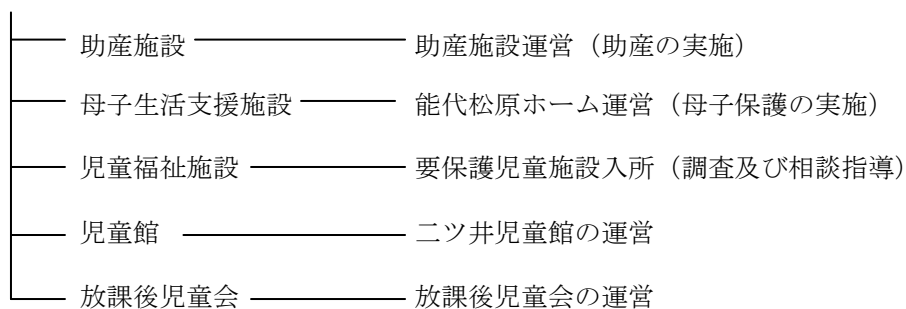 助産施設 助産施設運営（助産の実施）
母子生活支援施設 能代松原ホーム運営（母子保護の実施）
児童福祉施設 要保護児童施設入所（調査及び相談指導）
児童館 二ツ井児童館の運営
放課後児童会 放課後児童会の運営